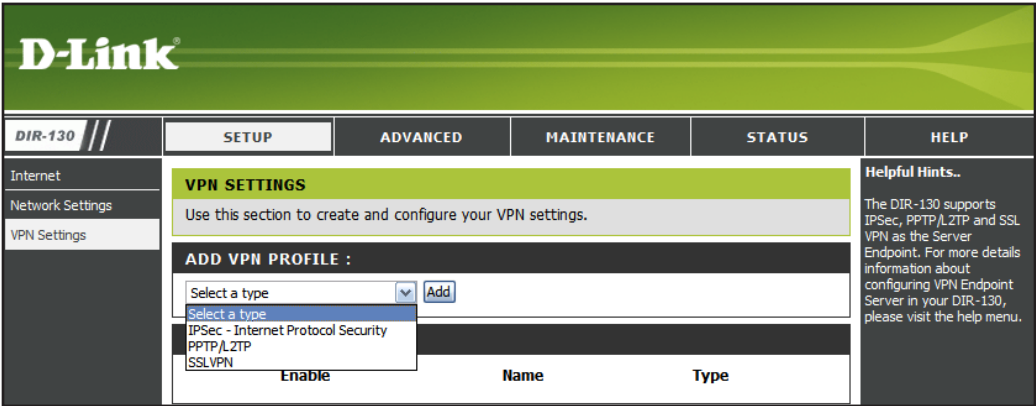 D-Link®
DIR-130
SETUP
ADVANCED
MAINTENANCE
STATUS
HELP
Internet
Network Settings
VPN Settings
VPN SETTINGS
Use this section to create and configure your VPN settings.
ADD VPN PROFILE :
Select a type
Add
Select a type
IPSec - Internet Protocol Security
PPTP/L2TP
SSLVPN
Enable
Name
Type
Helpful Hints..
The DIR-130 supports
IPSec, PPTP/L2TP and SSL
VPN as the Server
Endpoint. For more details
information about
configuring VPN Endpoint
Server in your DIR-130,
please visit the help menu.